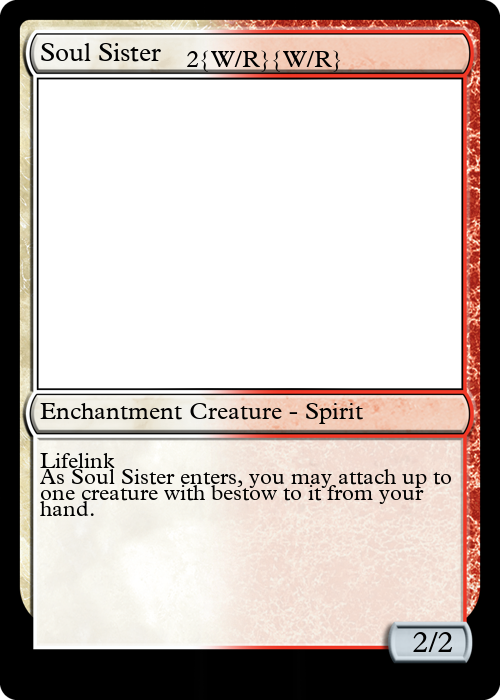 Soul Sister 2{W/R}{W/R}
Enchantment Creature - Spirit
Lifelink
As Soul Sister enters, you may attach up to
one creature with bestow to it from your
hand.
2/2